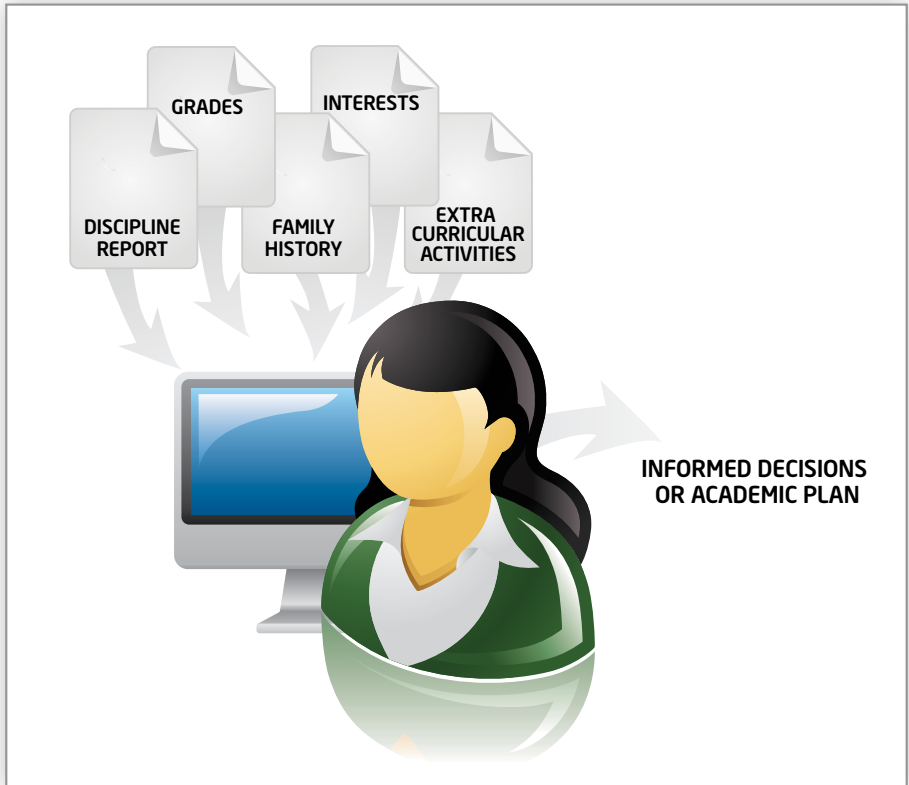 GRADES
INTERESTS
DISCIPLINE
REPORT
FAMILY
HISTORY
EXTRA
CURRICULAR
ACTIVITIES
INFORMED DECISIONS
OR ACADEMIC PLAN